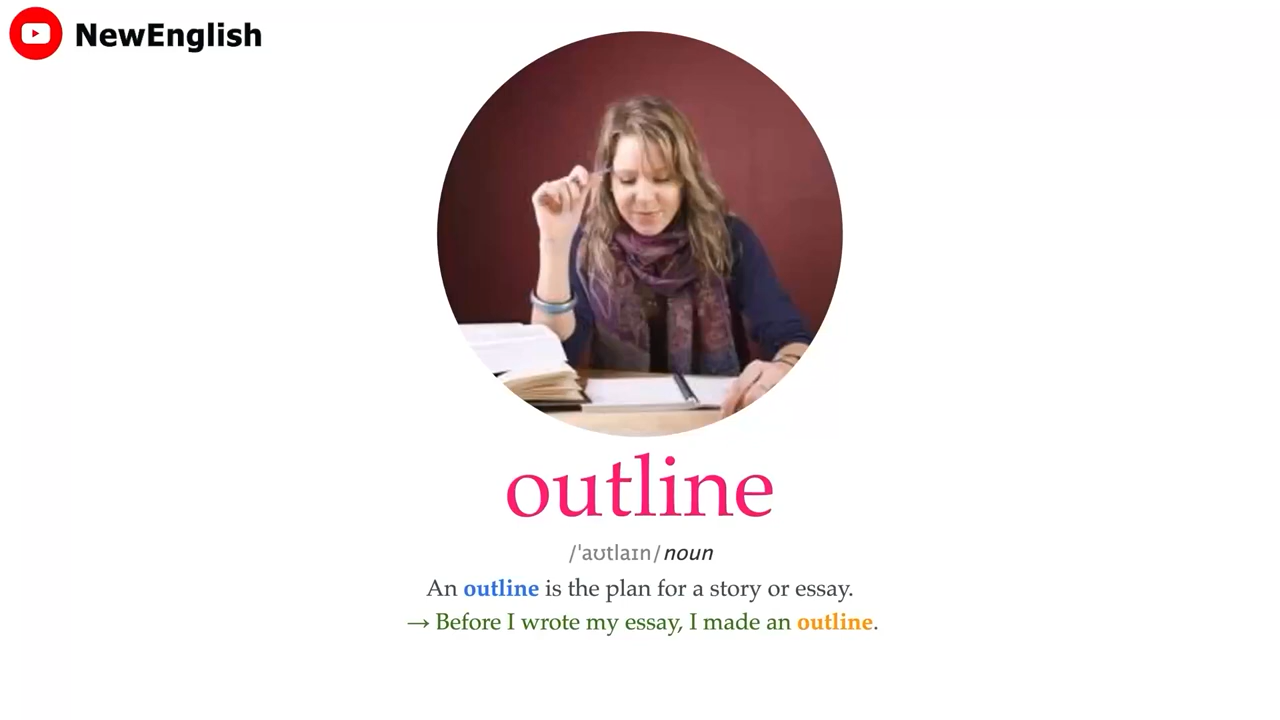 NewEnglish
outline
/ˈaʊtlaɪn/ noun
An outline is the plan for a story or essay.
→ Before I wrote my essay, I made an outline.